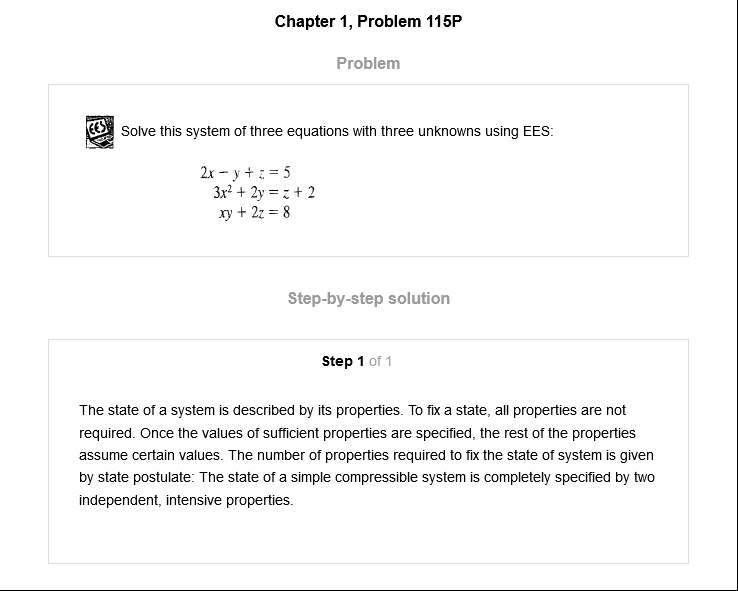 Chapter 1, Problem 115P
Problem
EES Solve this system of three equations with three unknowns using EES:
2x − y + z = 5
3x² + 2y = z + 2
xy + 2z = 8
Step-by-step solution
Step 1 of 1
The state of a system is described by its properties. To fix a state, all properties are not
required. Once the values of sufficient properties are specified, the rest of the properties
assume certain values. The number of properties required to fix the state of system is given
by state postulate: The state of a simple compressible system is completely specified by two
independent, intensive properties.